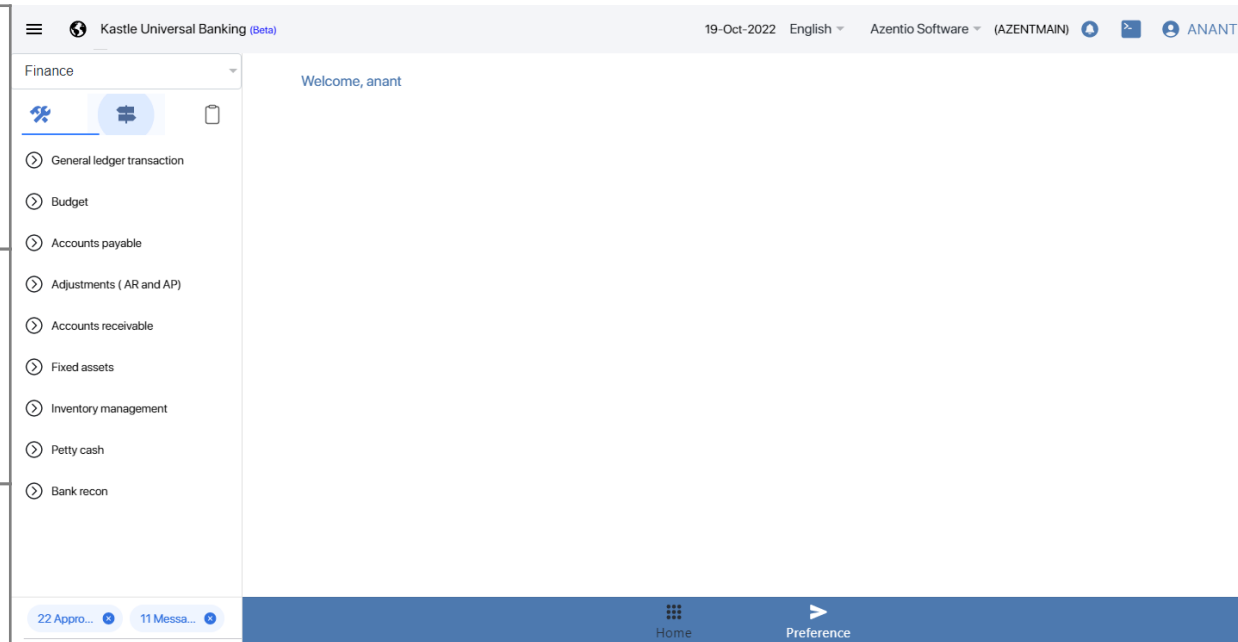 Kastle Universal Banking (Beta) 19-Oct-2022 English Azentio Software (AZENTMAIN) ANANT
Finance
Welcome, anant
General ledger transaction
Budget
Accounts payable
Adjustments ( AR and AP)
Accounts receivable
Fixed assets
Inventory management
Petty cash
Bank recon
22 Appro... 11 Messa...
Home Preference